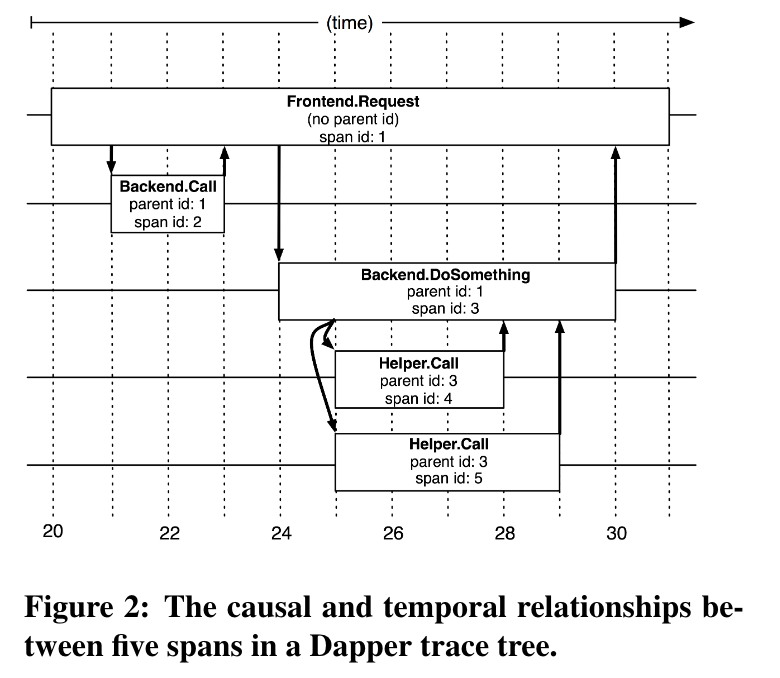 (time)
Frontend.Request
(no parent id)
span id: 1
Backend.Call
parent id: 1
span id: 2
Backend.DoSomething
parent id: 1
span id: 3
Helper.Call
parent id: 3
span id: 4
Helper.Call
parent id: 3
span id: 5
20 22 24 26 28 30
Figure 2: The causal and temporal relationships be-
tween five spans in a Dapper trace tree.